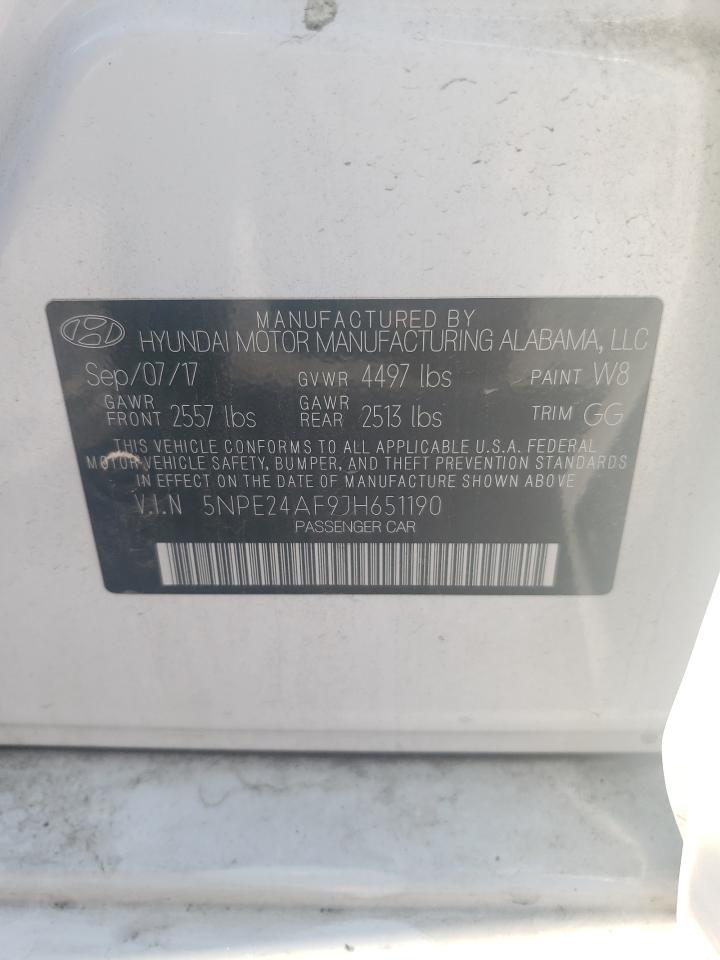 MANUFACTURED BY
HYUNDAI MOTOR MANUFACTURING ALABAMA, LLC
Sep/07/17 GVWR 4497 lbs PAINT W8
GAWR FRONT 2557 lbs GAWR REAR 2513 lbs TRIM GG
THIS VEHICLE CONFORMS TO ALL APPLICABLE U.S.A. FEDERAL
MOTOR VEHICLE SAFETY, BUMPER, AND THEFT PREVENTION STANDARDS
IN EFFECT ON THE DATE OF MANUFACTURE SHOWN ABOVE
V.I.N 5NPE24AF9JH651190
PASSENGER CAR